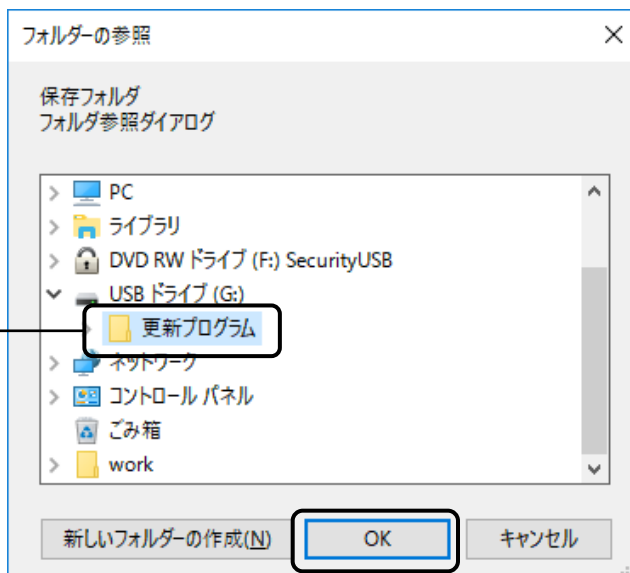 フォルダーの参照
保存フォルダ
フォルダ参照ダイアログ
PC
ライブラリ
DVD RW ドライブ (F:) SecurityUSB
USB ドライブ (G:)
更新プログラム
ネットワーク
コントロール パネル
ごみ箱
work
新しいフォルダーの作成(N) OK キャンセル